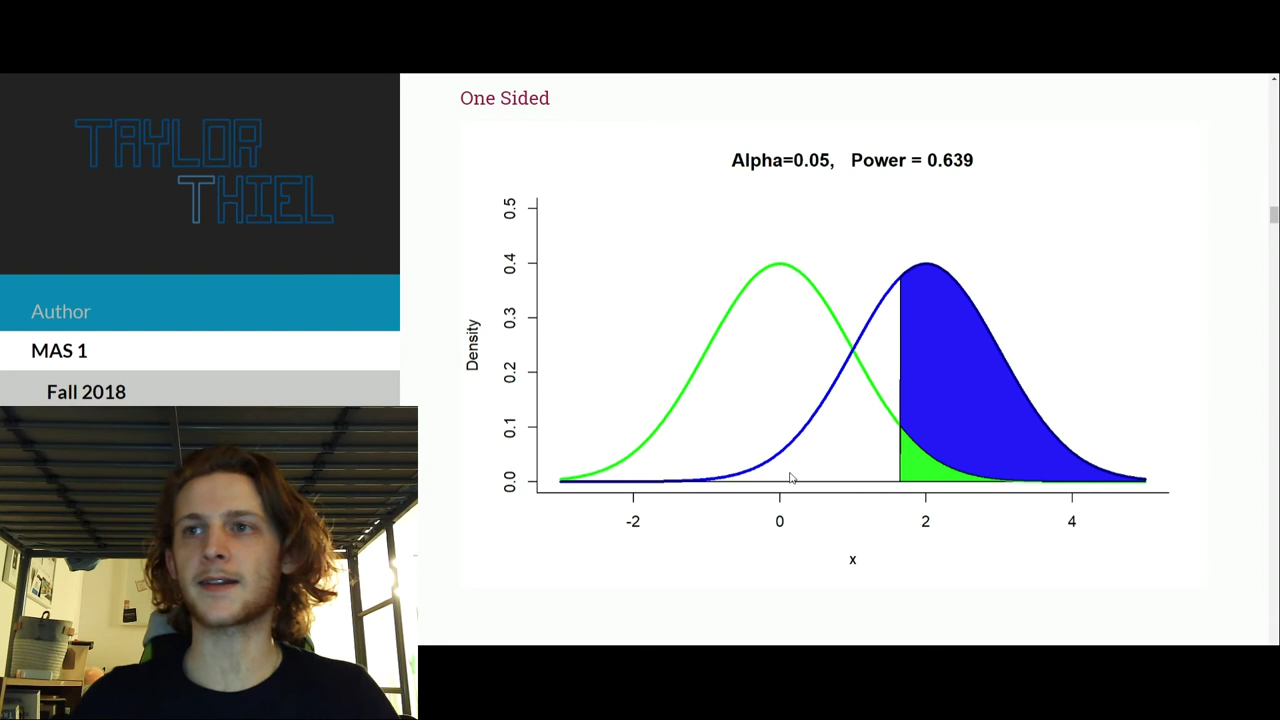 TAYLOR
THIEL
Author
MAS 1
Fall 2018
One Sided
Alpha=0.05, Power = 0.639
Density
0.5
0.4
0.3
0.2
0.1
0.0
-2 0 2 4
x